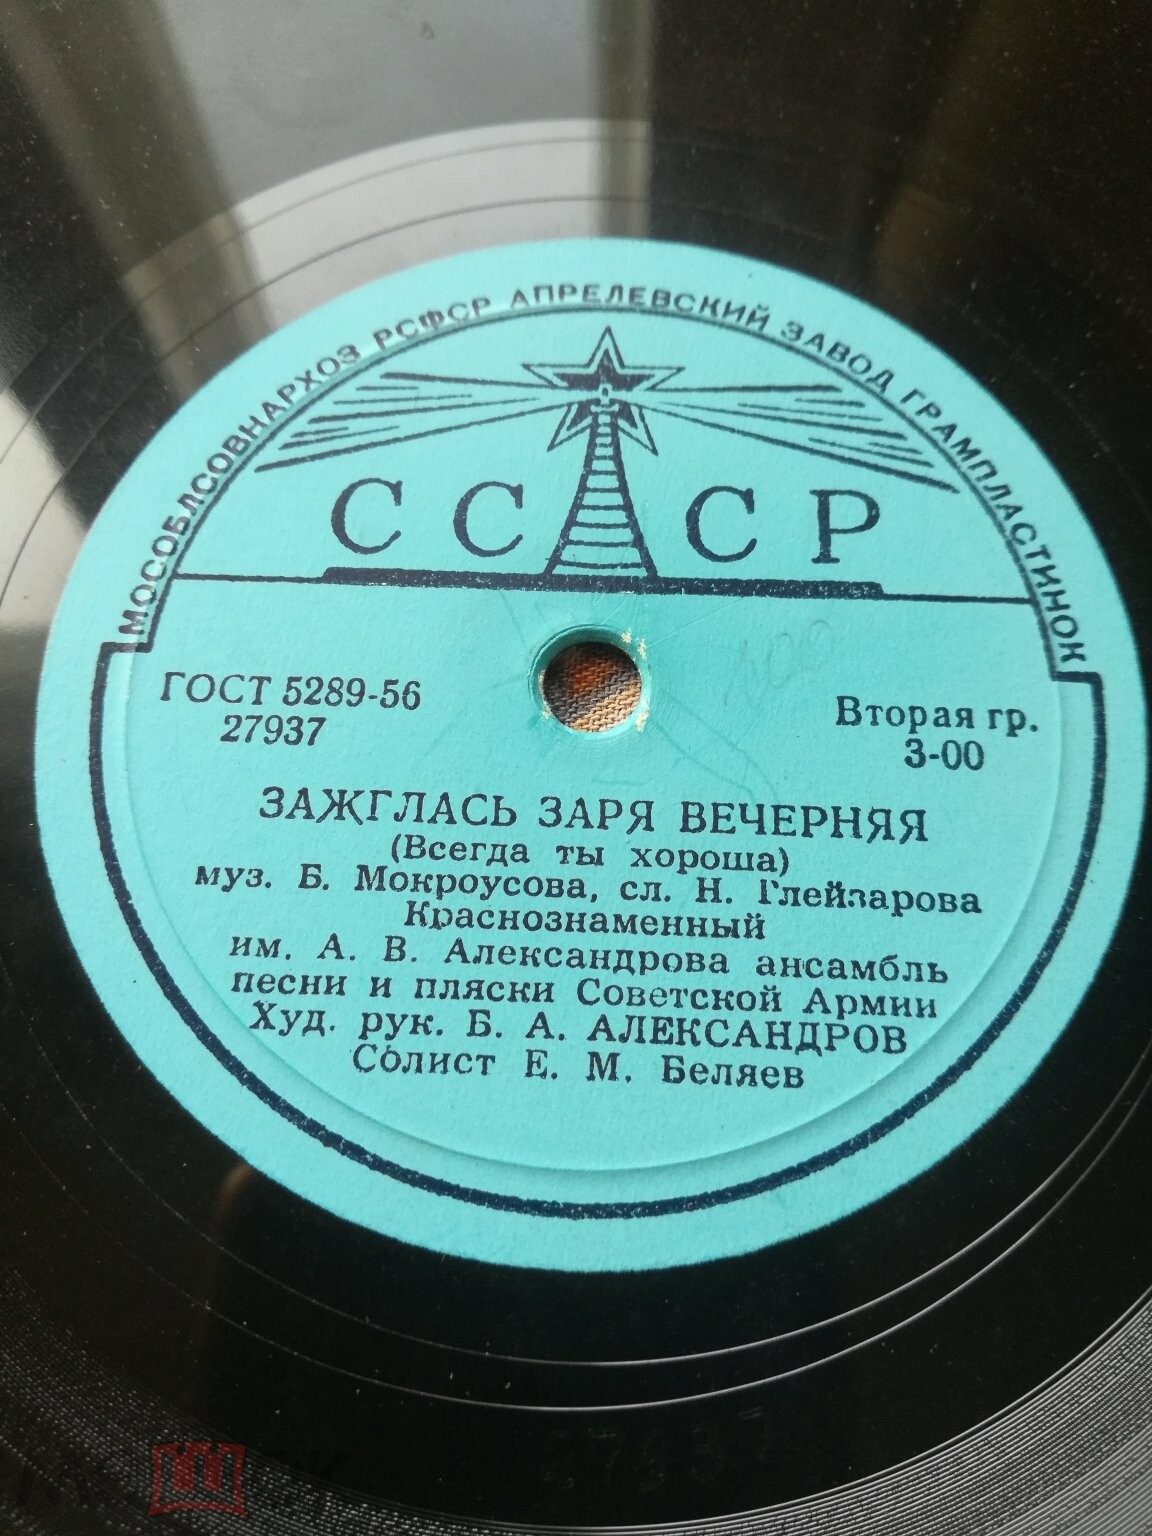 МОСОБЛСОВНАРХОЗ РСФСР АПРЕЛЕВСКИЙ ЗАВОД ГРАМПЛАСТИНОК
СССР
ГОСТ 5289-56
27937
Вторая гр.
3-00
ЗАЖГЛАСЬ ЗАРЯ ВЕЧЕРНЯЯ
(Всегда ты хороша)
муз. Б. Мокроусова, сл. Н. Глейзарова
Краснознаменный
им. А. В. Александрова ансамбль
песни и пляски Советской Армии
Худ. рук. Б. А. АЛЕКСАНДРОВ
Солист Е. М. Беляев